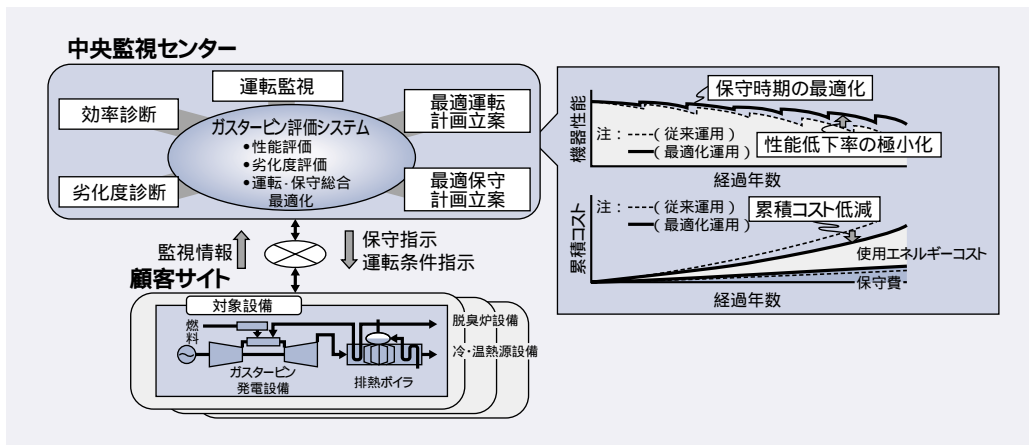 中央監視センター
運転監視
効率診断
最適運転
計画立案
ガスタービン評価システム
●性能評価
●劣化度評価
●運転・保守総合
最適化
劣化度診断
最適保守
計画立案
監視情報
保守指示
運転条件指示
顧客サイト
対象設備
燃料
ガスタービン
発電設備
排熱ボイラ
脱臭炉設備
冷・温熱源設備
機器性能
保守時期の最適化
注：----(従来運用)
━(最適化運用)
性能低下率の極小化
経過年数
累積コスト
注：----(従来運用)
━(最適化運用)
累積コスト低減
使用エネルギーコスト
保守費
経過年数